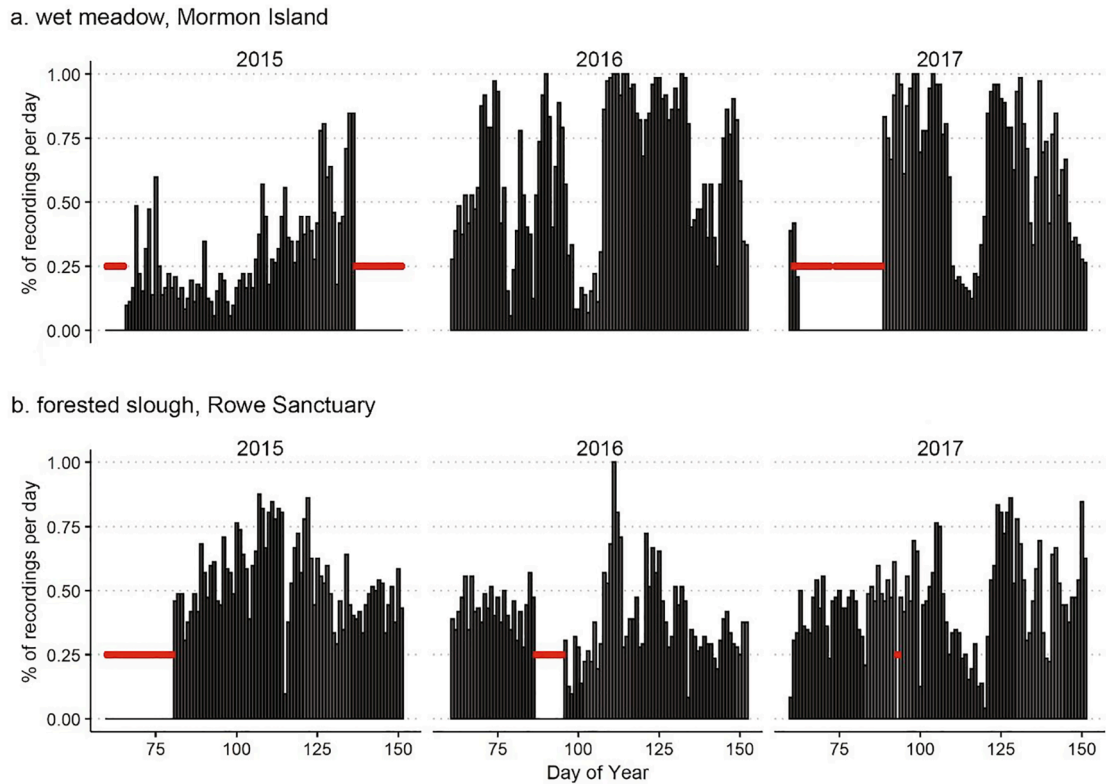 a. wet meadow, Mormon Island
2015 2016 2017
% of recordings per day
1.00
0.75
0.50
0.25
0.00
b. forested slough, Rowe Sanctuary
2015 2016 2017
% of recordings per day
1.00
0.75
0.50
0.25
0.00
75 100 125 150 75 100 125 150 75 100 125 150
Day of Year